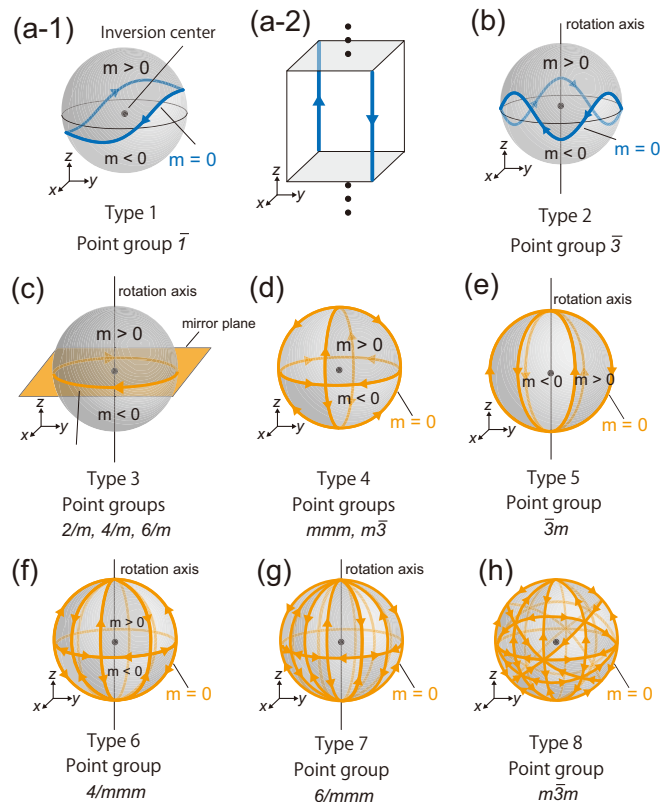 (a-1)
Inversion center
m > 0
m < 0
m = 0
z
y
x
Type 1
Point group 1̅
(a-2)
z
y
x
(b)
rotation axis
m > 0
m < 0
m = 0
z
y
x
Type 2
Point group 3̅
(c)
rotation axis
mirror plane
m > 0
m < 0
z
y
x
Type 3
Point groups
2/m, 4/m, 6/m
(d)
m > 0
m < 0
m = 0
z
y
x
Type 4
Point groups
mmm, m3̅
(e)
rotation axis
m < 0
m > 0
m = 0
z
y
x
Type 5
Point group
3̅m
(f)
rotation axis
m > 0
m < 0
m = 0
z
y
x
Type 6
Point group
4/mmm
(g)
rotation axis
m = 0
z
y
x
Type 7
Point group
6/mmm
(h)
m = 0
z
y
x
Type 8
Point group
m3̅m